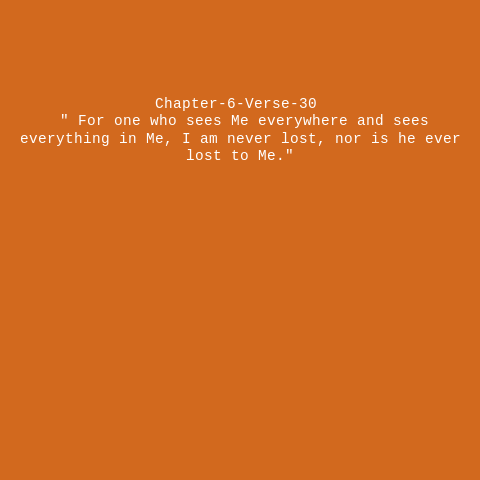 Chapter-6-Verse-30
" For one who sees Me everywhere and sees
everything in Me, I am never lost, nor is he ever
lost to Me."